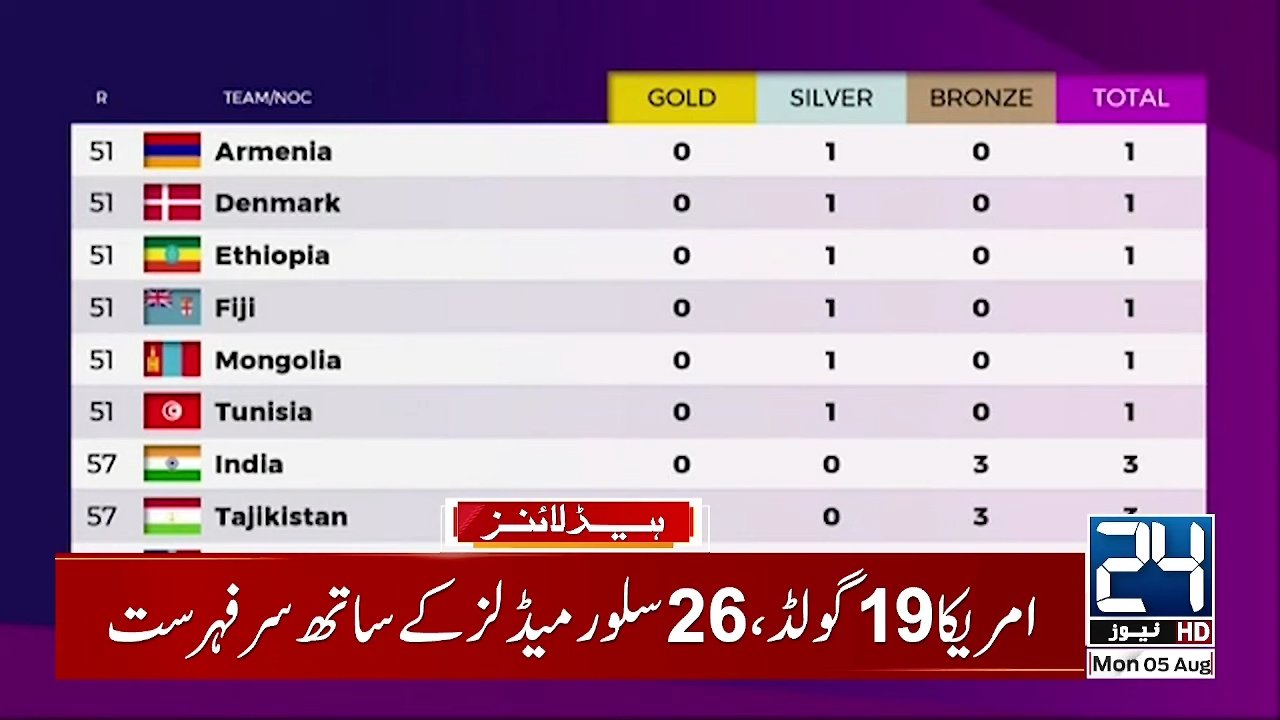 R TEAM/NOC GOLD SILVER BRONZE TOTAL
51 Armenia 0 1 0 1
51 Denmark 0 1 0 1
51 Ethiopia 0 1 0 1
51 Fiji 0 1 0 1
51 Mongolia 0 1 0 1
51 Tunisia 0 1 0 1
57 India 0 0 3 3
57 Tajikistan 0 3
ہیڈلائنز
امریکا 19 گولڈ، 26 سلور میڈلز کے ساتھ سرفہرست
24
نیوز HD
Mon 05 Aug